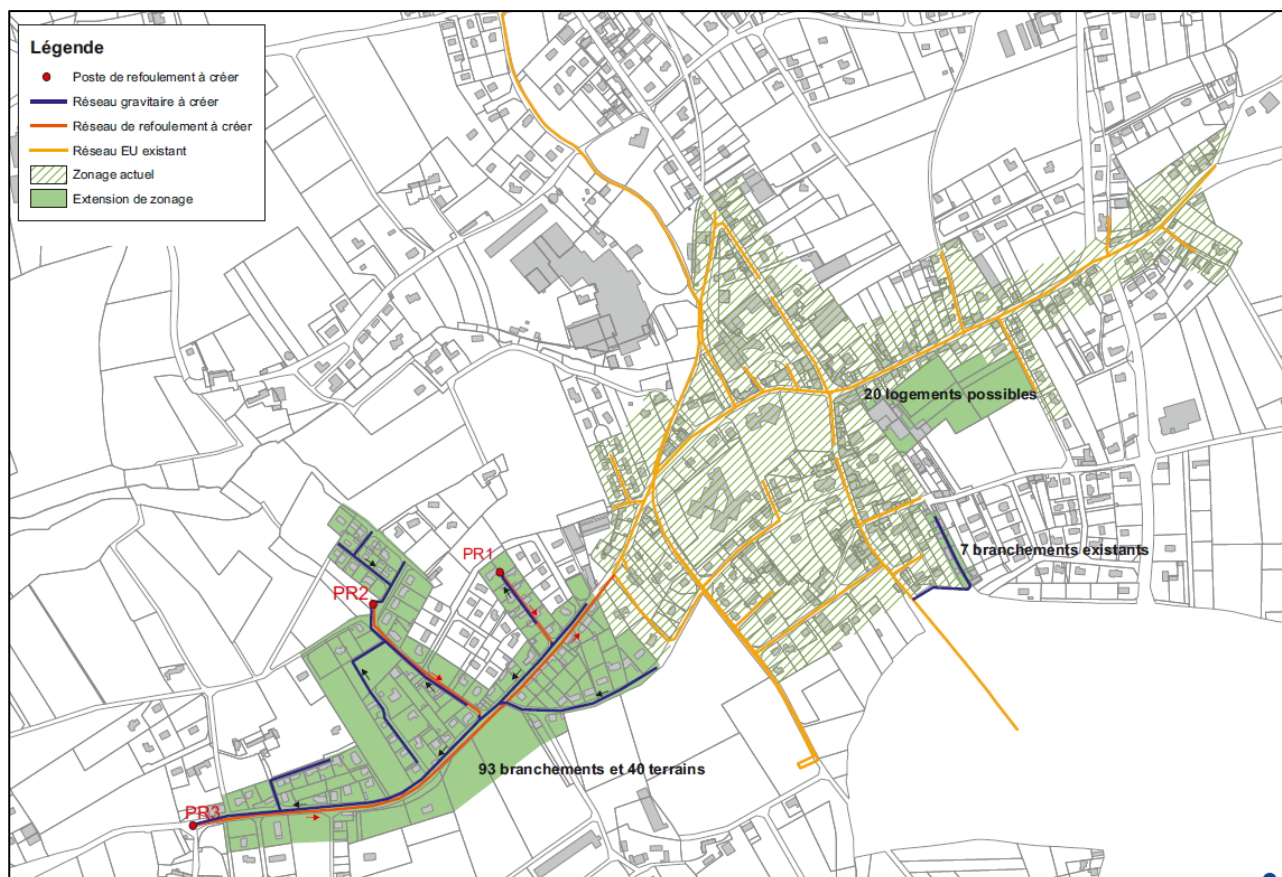 Légende
Poste de refoulement à créer
Réseau gravitaire à créer
Réseau de refoulement à créer
Réseau EU existant
Zonage actuel
Extension de zonage
20 logements possibles
7 branchements existants
PR1
PR2
93 branchements et 40 terrains
PR3